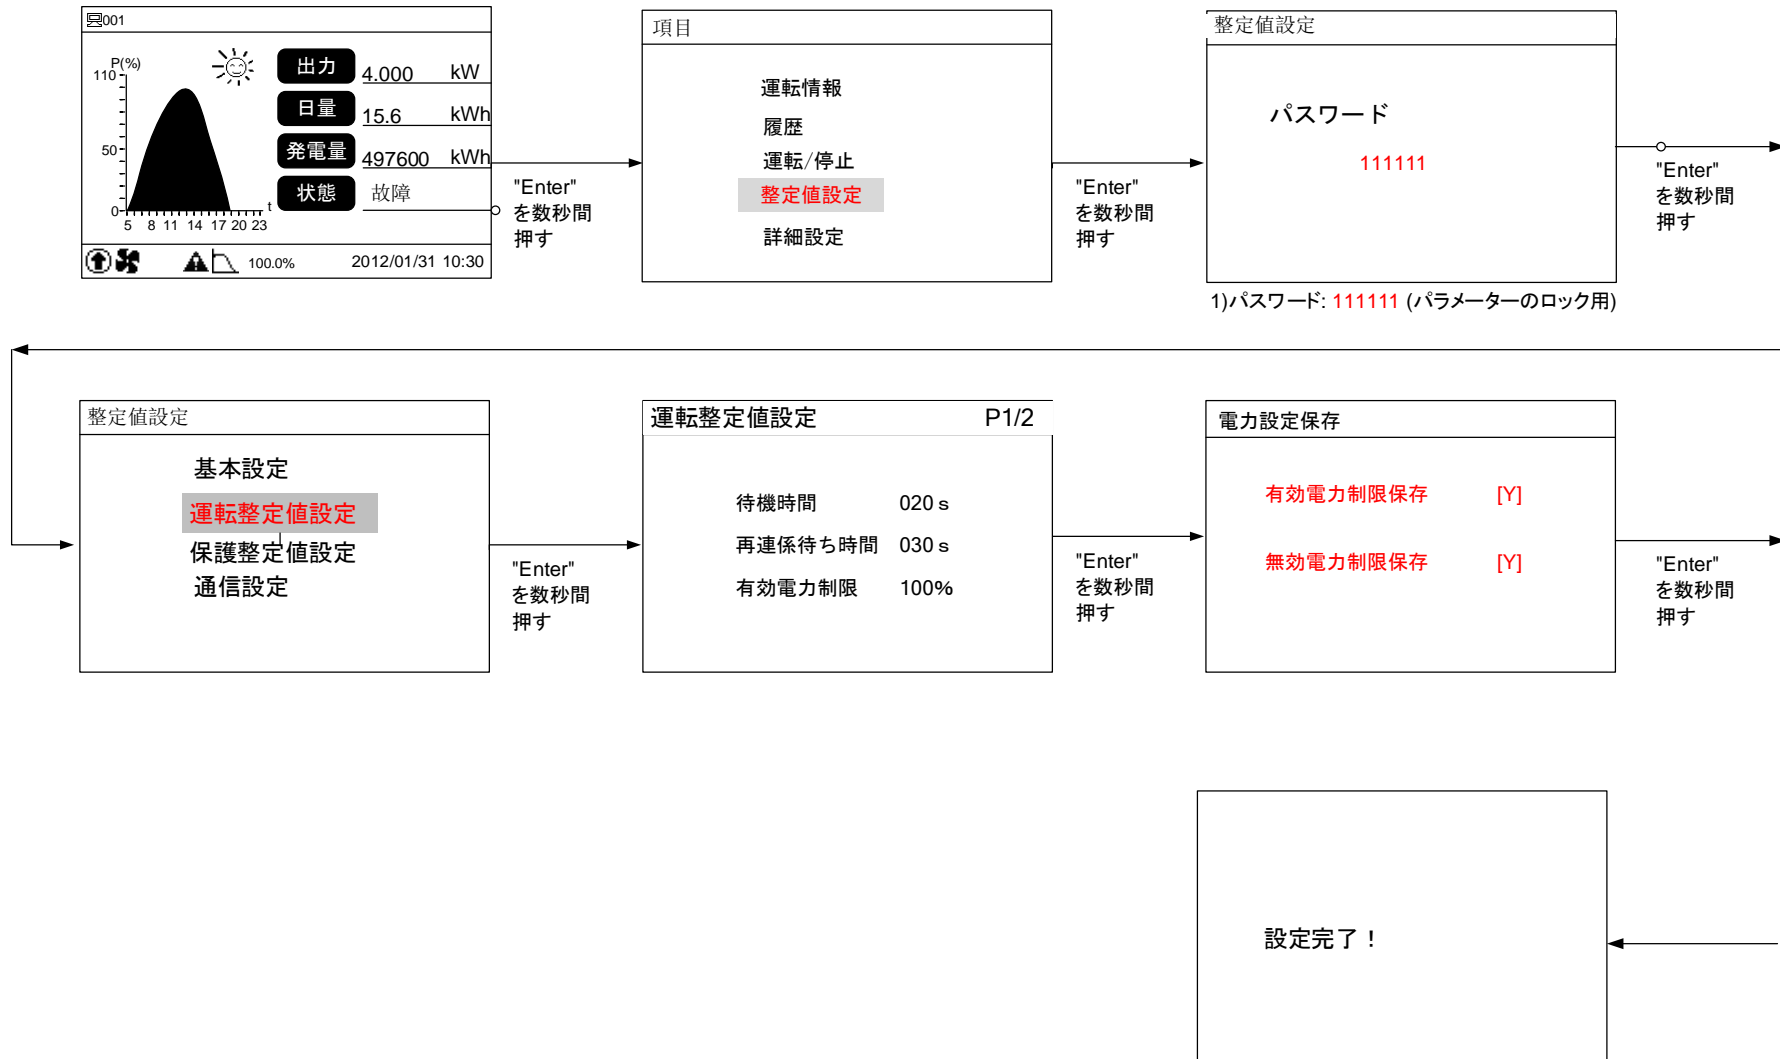 001
P(%)
110
50
0
5 8 11 14 17 20 23
t
出力 4.000 kW
日量 15.6 kWh
発電量 497600 kWh
状態 故障
100.0% 2012/01/31 10:30
"Enter"
を数秒間
押す
項目
運転情報
履歴
運転/停止
整定値設定
詳細設定
"Enter"
を数秒間
押す
整定値設定
パスワード
111111
1)パスワード: 111111 (パラメーターのロック用)
"Enter"
を数秒間
押す
整定値設定
基本設定
運転整定値設定
保護整定値設定
通信設定
"Enter"
を数秒間
押す
運転整定値設定 P1/2
待機時間 020 s
再連係待ち時間 030 s
有効電力制限 100%
"Enter"
を数秒間
押す
電力設定保存
有効電力制限保存 [Y]
無効電力制限保存 [Y]
"Enter"
を数秒間
押す
設定完了！